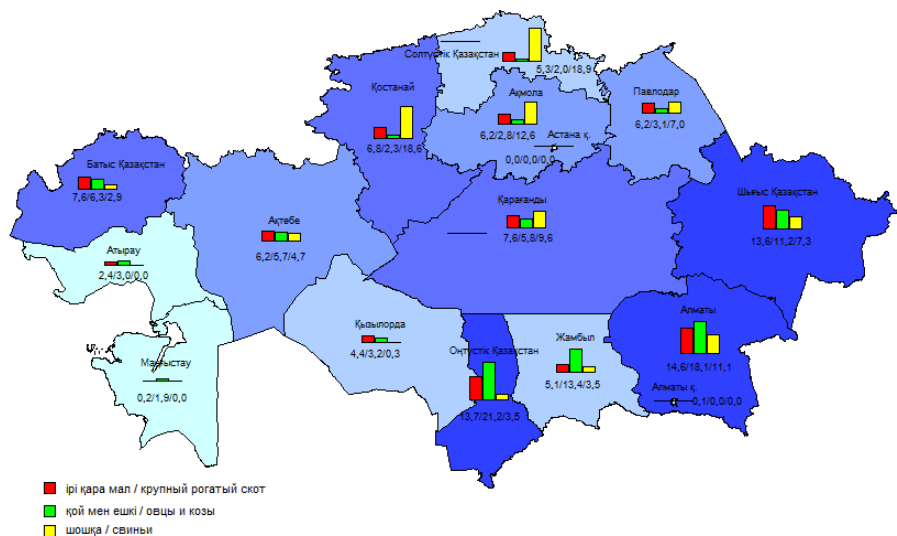 Солтүстік Қазақстан
5,3/2,0/18,9
Қостанай
6,8/2,3/18,6
Ақмола
6,2/2,8/12,6
Астана қ.
0,0/0,0/0,0
Павлодар
6,2/3,1/7,0
Батыс Қазақстан
7,6/6,3/2,9
Ақтөбе
6,2/5,7/4,7
Қарағанды
7,6/5,8/9,6
Шығыс Қазақстан
13,6/11,2/7,3
Атырау
2,4/3,0/0,0
Маңғыстау
0,2/1,9/0,0
Қызылорда
4,4/3,2/0,3
Оңтүстік Қазақстан
13,7/21,2/3,5
Жамбыл
5,1/13,4/3,5
Алматы
14,6/18,1/11,1
Алматы қ.
0,1/0,0/0,0
ірі қара мал / крупный рогатый скот
қой мен ешкі / овцы и козы
шошқа / свиньи